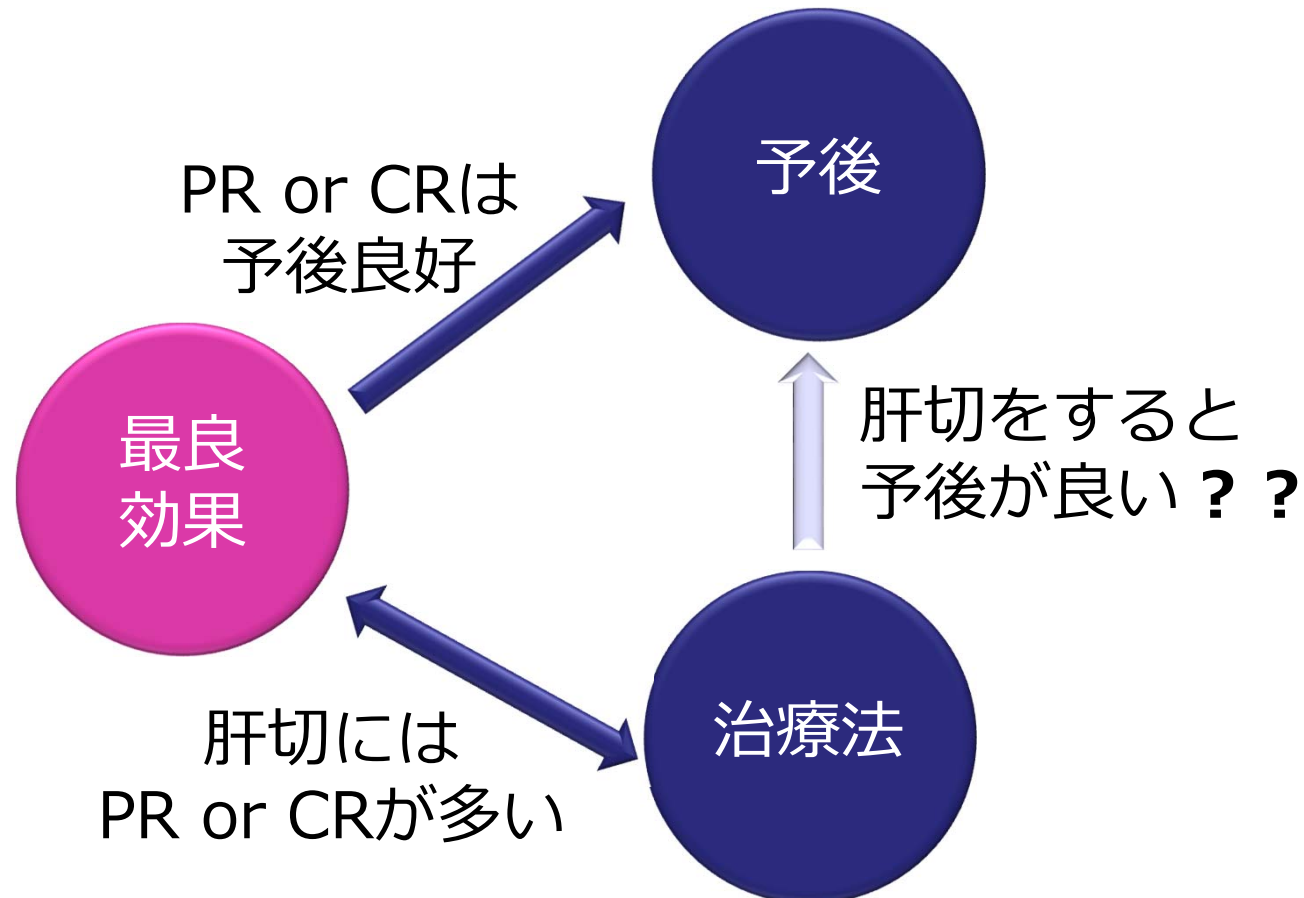 予後
PR or CRは
予後良好
最良
効果
肝切をすると
予後が良い？？
治療法
肝切には
PR or CRが多い